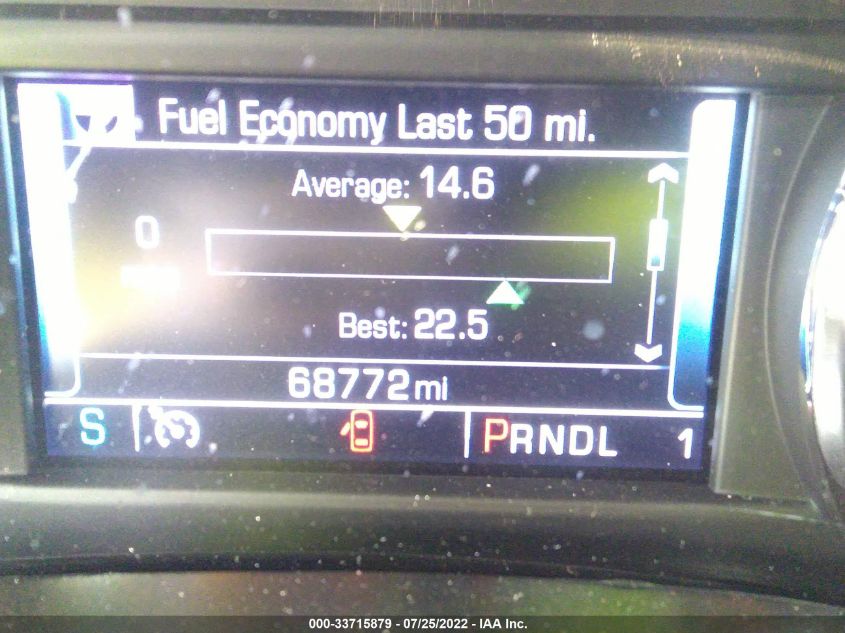 Fuel Economy Last 50 mi.
Average: 14.6
0
Best: 22.5
68772 mi
S PRNDL 1
000-33715879 - 07/25/2022 - IAA Inc.